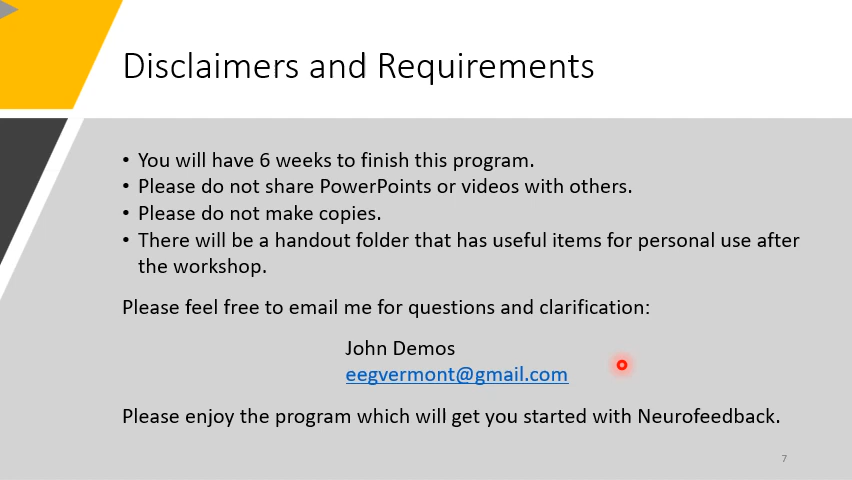 Disclaimers and Requirements
• You will have 6 weeks to finish this program.
• Please do not share PowerPoints or videos with others.
• Please do not make copies.
• There will be a handout folder that has useful items for personal use after
the workshop.
Please feel free to email me for questions and clarification:
John Demos
eegvermont@gmail.com
Please enjoy the program which will get you started with Neurofeedback.
7